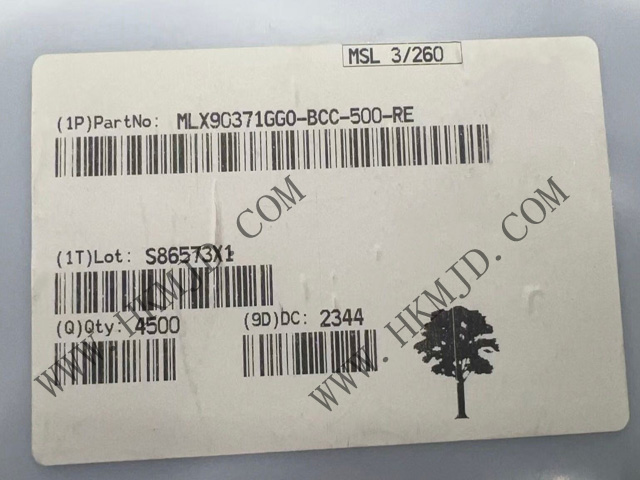 MSL 3/260
(1P)PartNo: MLX90371GGO-BCC-500-RE
(1T)Lot: S86573X1
(Q)Qty: 4500 (9D)DC: 2344
WWW.HKMJD.COM
WWW.HKMJD.COM